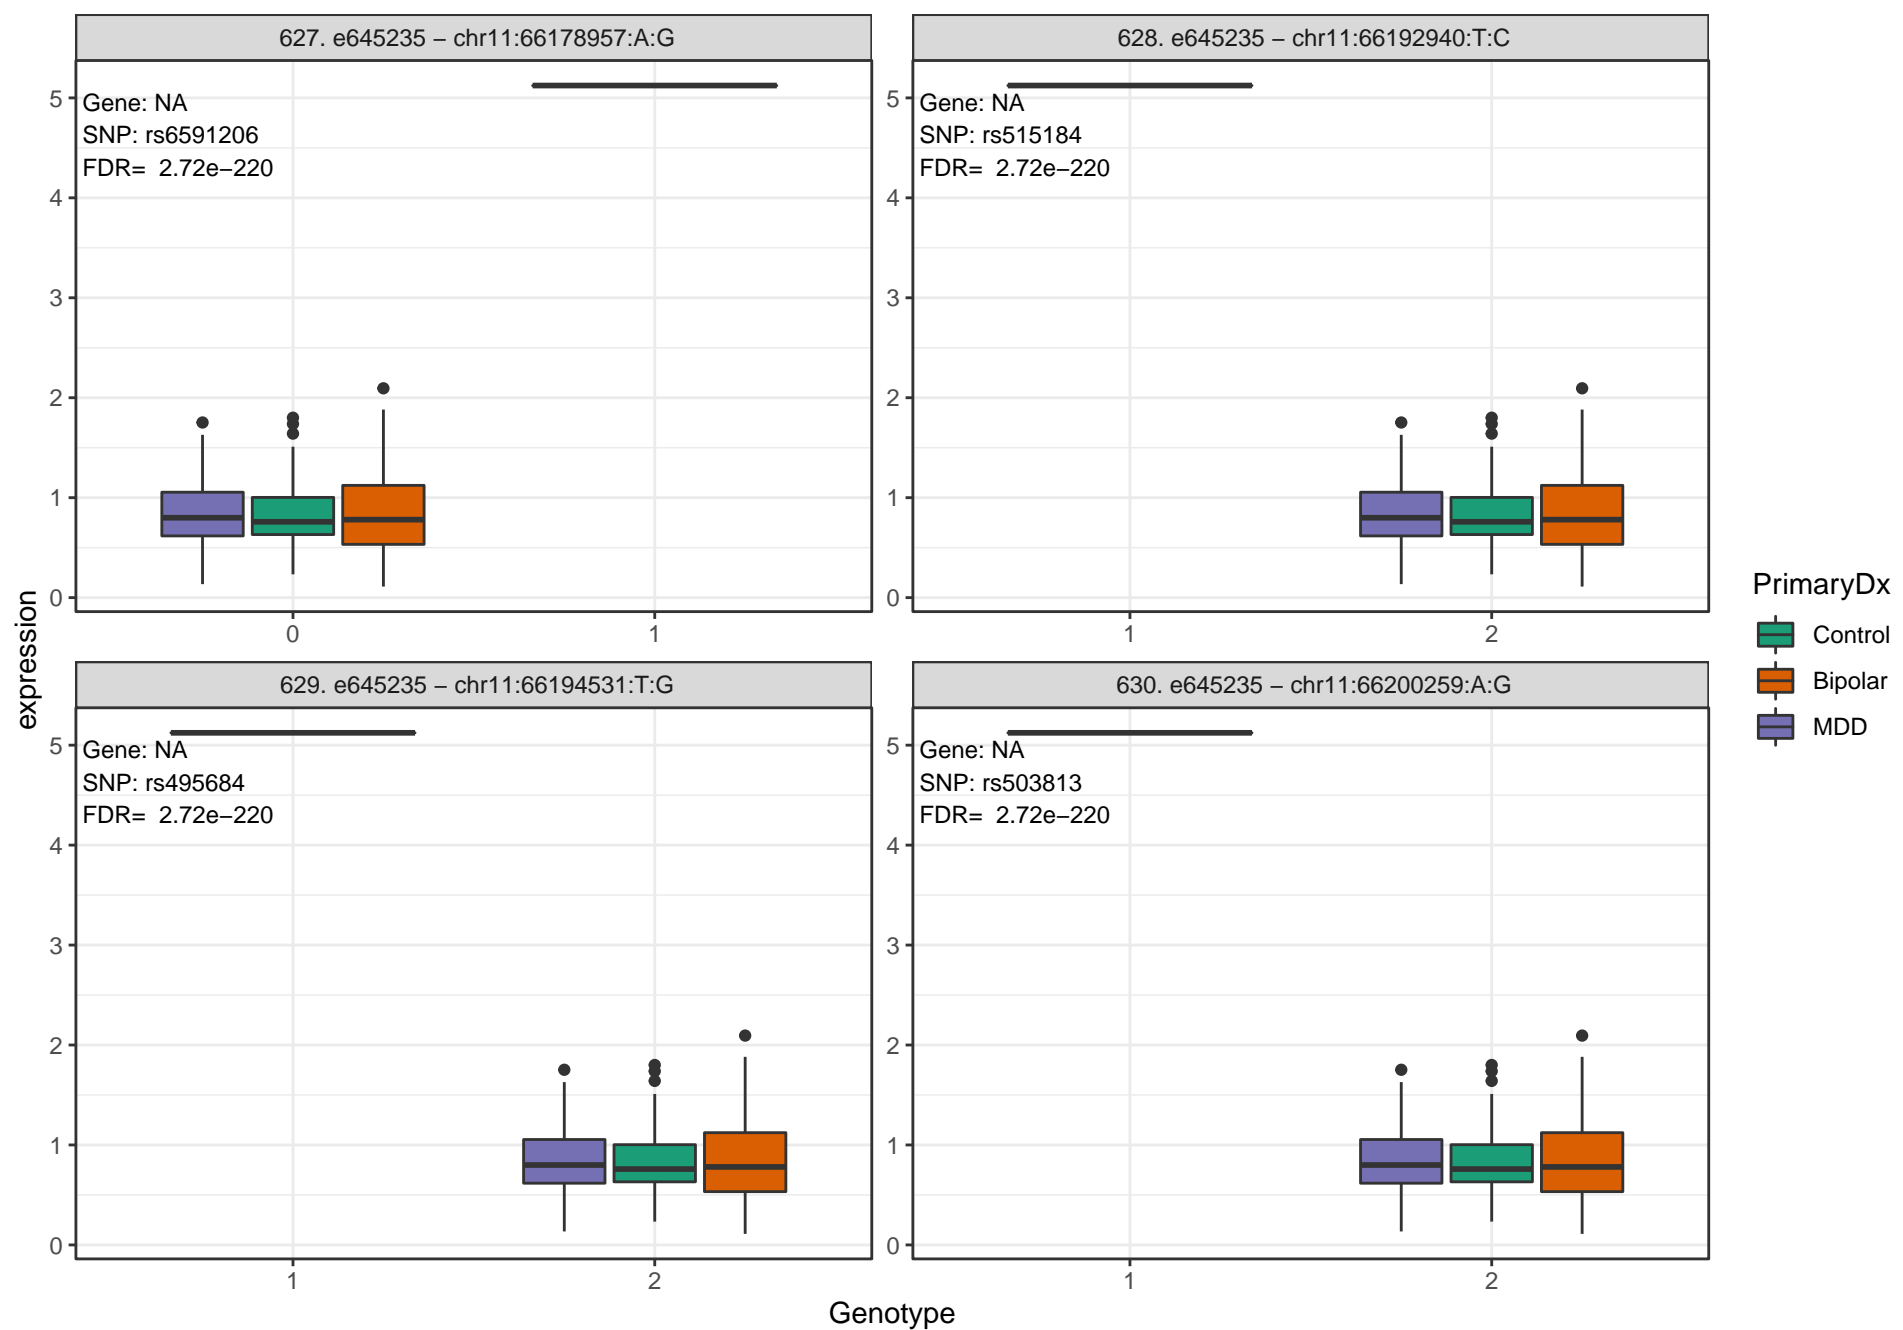 627. e645235 − chr11:66178957:A:G
Gene: NA
SNP: rs6591206
FDR=  2.72e−220
5
4
3
2
1
0
0
1
628. e645235 − chr11:66192940:T:C
Gene: NA
SNP: rs515184
FDR=  2.72e−220
5
4
3
2
1
0
1
2
629. e645235 − chr11:66194531:T:G
Gene: NA
SNP: rs495684
FDR=  2.72e−220
5
4
3
2
1
0
1
2
630. e645235 − chr11:66200259:A:G
Gene: NA
SNP: rs503813
FDR=  2.72e−220
5
4
3
2
1
0
1
2
expression
Genotype
PrimaryDx
Control
Bipolar
MDD